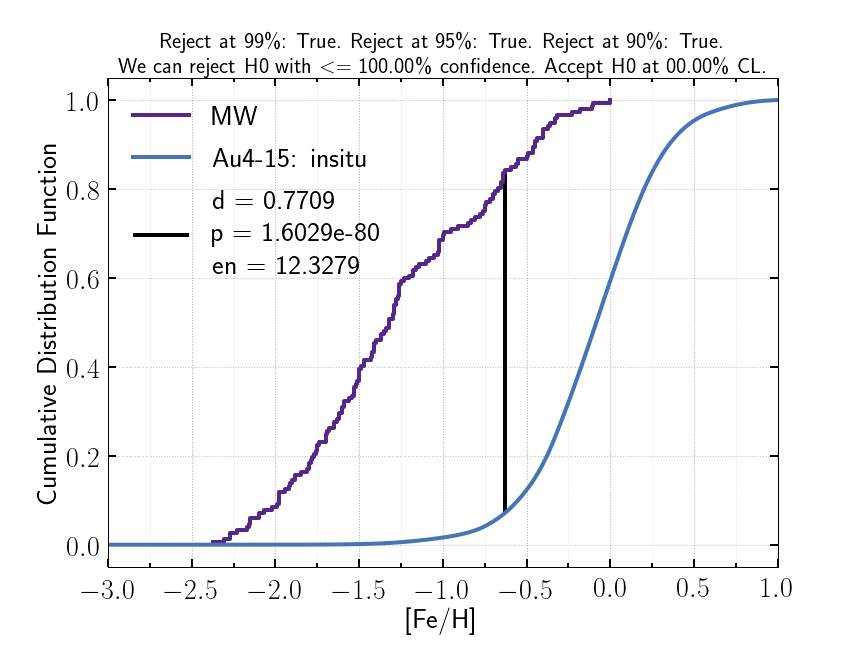 Reject at 99%: True. Reject at 95%: True. Reject at 90%: True.
We can reject H0 with <= 100.00% confidence. Accept H0 at 00.00% CL.
MW
Au4-15: insitu
d = 0.7709
p = 1.6029e-80
en = 12.3279
Cumulative Distribution Function
1.0
0.8
0.6
0.4
0.2
0.0
−3.0 −2.5 −2.0 −1.5 −1.0 −0.5 0.0 0.5 1.0
[Fe/H]